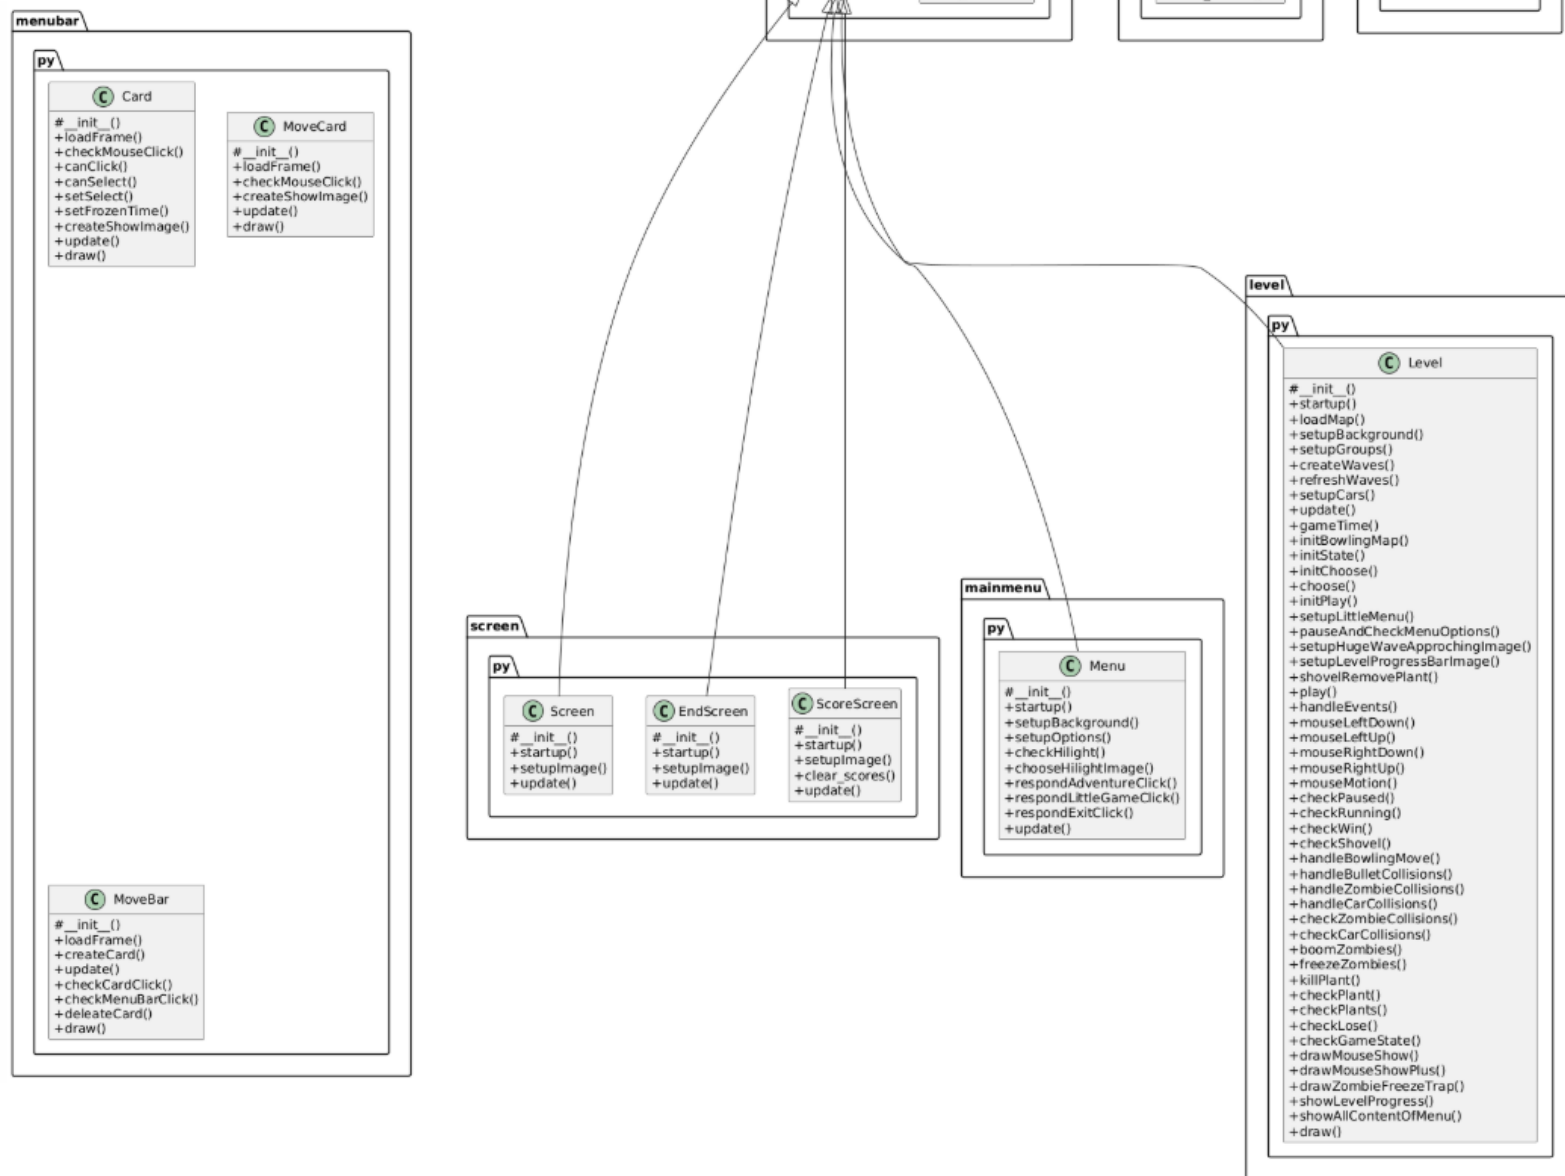 menubar
py
C Card
#__init__()
+loadFrame()
+checkMouseClick()
+canClick()
+canSelect()
+setSelect()
+setFrozenTime()
+createShowImage()
+update()
+draw()
C MoveCard
#__init__()
+loadFrame()
+checkMouseClick()
+createShowImage()
+update()
+draw()
C MoveBar
#__init__()
+loadFrame()
+createCard()
+update()
+checkCardClick()
+checkMenuBarClick()
+deleateCard()
+draw()
screen
py
C Screen
#__init__()
+startup()
+setupImage()
+update()
C EndScreen
#__init__()
+startup()
+setupImage()
+update()
C ScoreScreen
#__init__()
+startup()
+setupImage()
+clear_scores()
+update()
mainmenu
py
C Menu
#__init__()
+startup()
+setupBackground()
+setupOptions()
+checkHilight()
+chooseHilightImage()
+respondAdventureClick()
+respondLittleGameClick()
+respondExitClick()
+update()
level
py
C Level
#__init__()
+startup()
+loadMap()
+setupBackground()
+setupGroups()
+createWaves()
+refreshWaves()
+setupCars()
+update()
+gameTime()
+initBowlingMap()
+initState()
+initChoose()
+choose()
+initPlay()
+setupLittleMenu()
+pauseAndCheckMenuOptions()
+setupHugeWaveApprochingImage()
+setupLevelProgressBarImage()
+shovelRemovePlant()
+play()
+handleEvents()
+mouseLeftDown()
+mouseLeftUp()
+mouseRightDown()
+mouseRightUp()
+mouseMotion()
+checkPaused()
+checkRunning()
+checkWin()
+checkShovel()
+handleBowlingMove()
+handleBulletCollisions()
+handleZombieCollisions()
+handleCarCollisions()
+checkZombieCollisions()
+checkCarCollisions()
+boomZombies()
+freezeZombies()
+killPlant()
+checkPlant()
+checkPlants()
+checkLose()
+checkGameState()
+drawMouseShow()
+drawMouseShowPlus()
+drawZombieFreezeTrap()
+showLevelProgress()
+showAllContentOfMenu()
+draw()